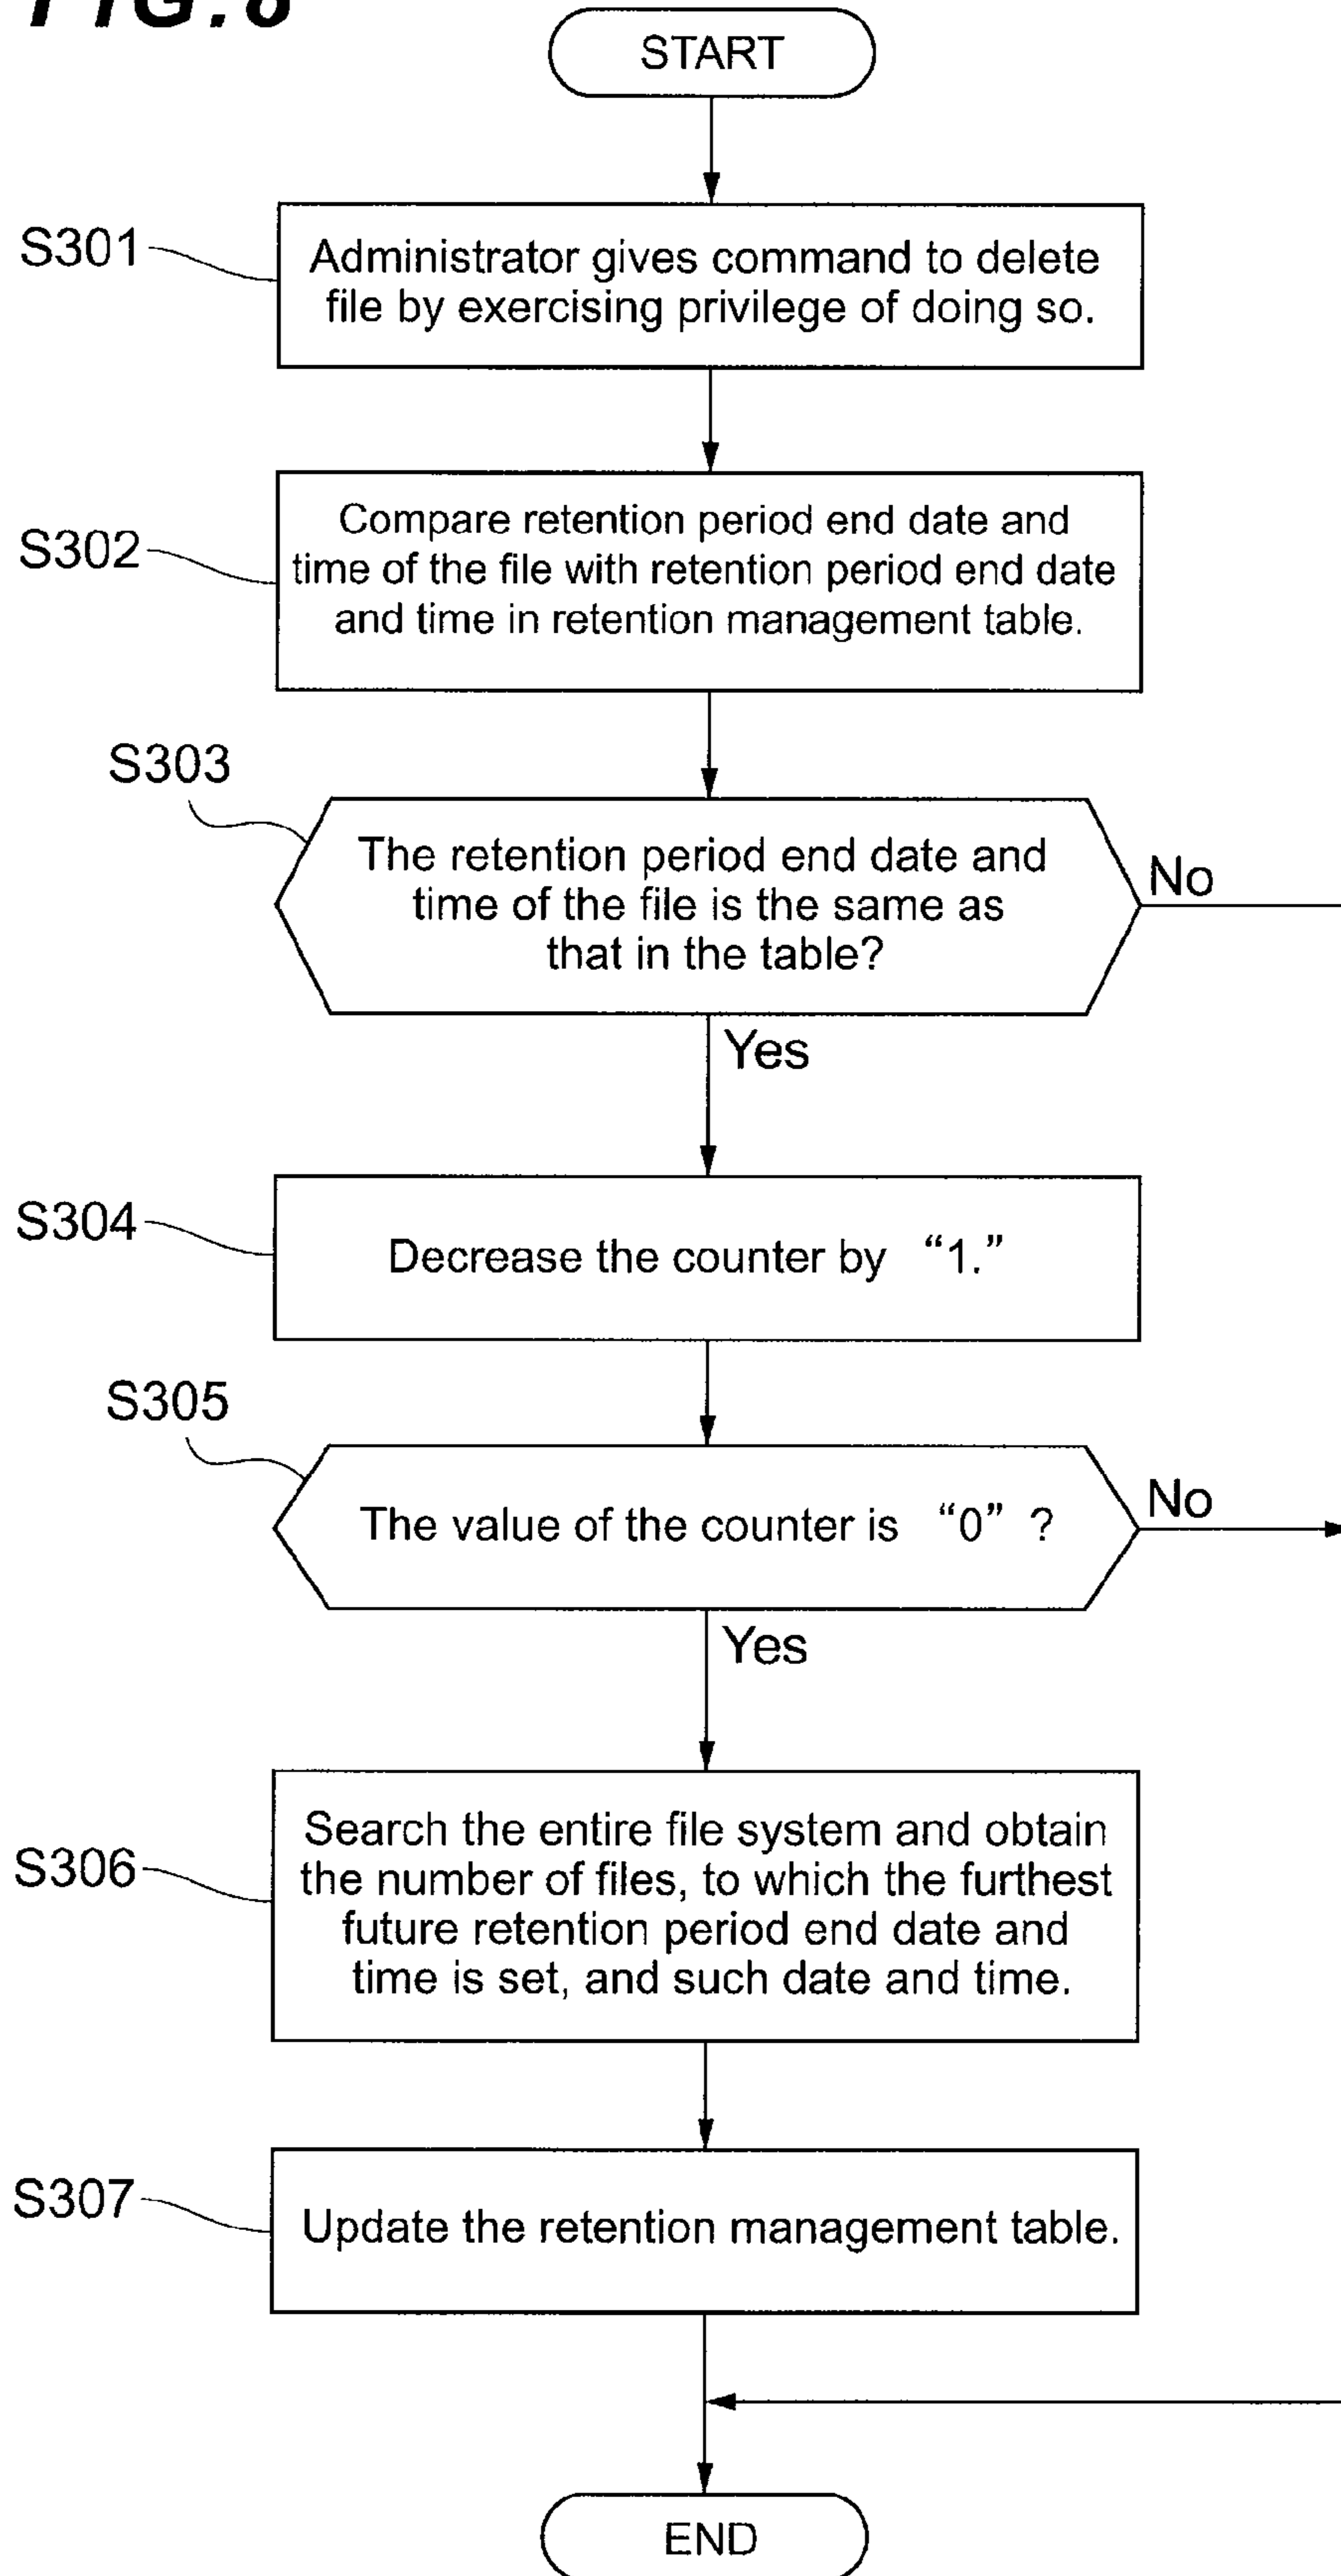 FIG. 8
START
S301
Administrator gives command to delete
file by exercising privilege of doing so.
S302
Compare retention period end date and
time of the file with retention period end date
and time in retention management table.
S303
The retention period end date and
time of the file is the same as
that in the table?
No
Yes
S304
Decrease the counter by “1.”
S305
The value of the counter is “0” ?
No
Yes
S306
Search the entire file system and obtain
the number of files, to which the furthest
future retention period end date and
time is set, and such date and time.
S307
Update the retention management table.
END